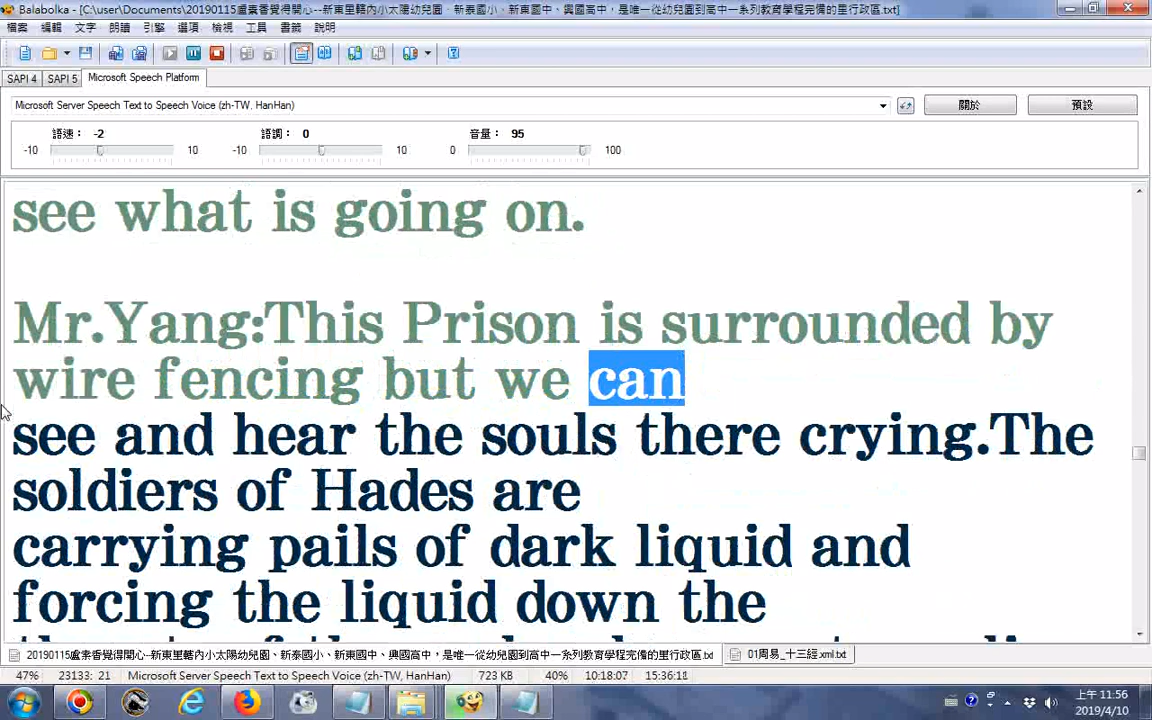 Balabolka - [C:\user\Documents\20190115盧素香覺得開心--新東里轄內小太陽幼兒園、新泰國小、新東國中、興國高中，是唯一從幼兒園到高中一系列教育學程完備的里行政區.txt]
檔案 編輯 文字 朗讀 引擎 選項 檢視 工具 書籤 說明
SAPI 4 SAPI 5 Microsoft Speech Platform
Microsoft Server Speech Text to Speech Voice (zh-TW, HanHan) 關於 預設
語速： -2 語調： 0 音量： 95
-10 10 -10 10 0 100
see what is going on.
Mr.Yang:This Prison is surrounded by
wire fencing but we can
see and hear the souls there crying.The
soldiers of Hades are
carrying pails of dark liquid and
forcing the liquid down the
20190115盧素香覺得開心--新東里轄內小太陽幼兒園、新泰國小、新東國中、興國高中，是唯一從幼兒園到高中一系列教育學程完備的里行政區.txt 01周易_十三經.xml.txt
47% 23133: 21 Microsoft Server Speech Text to Speech Voice (zh-TW, HanHan) 723 KB 40% 10:18:07 15:36:18
上午 11:56
2019/4/10